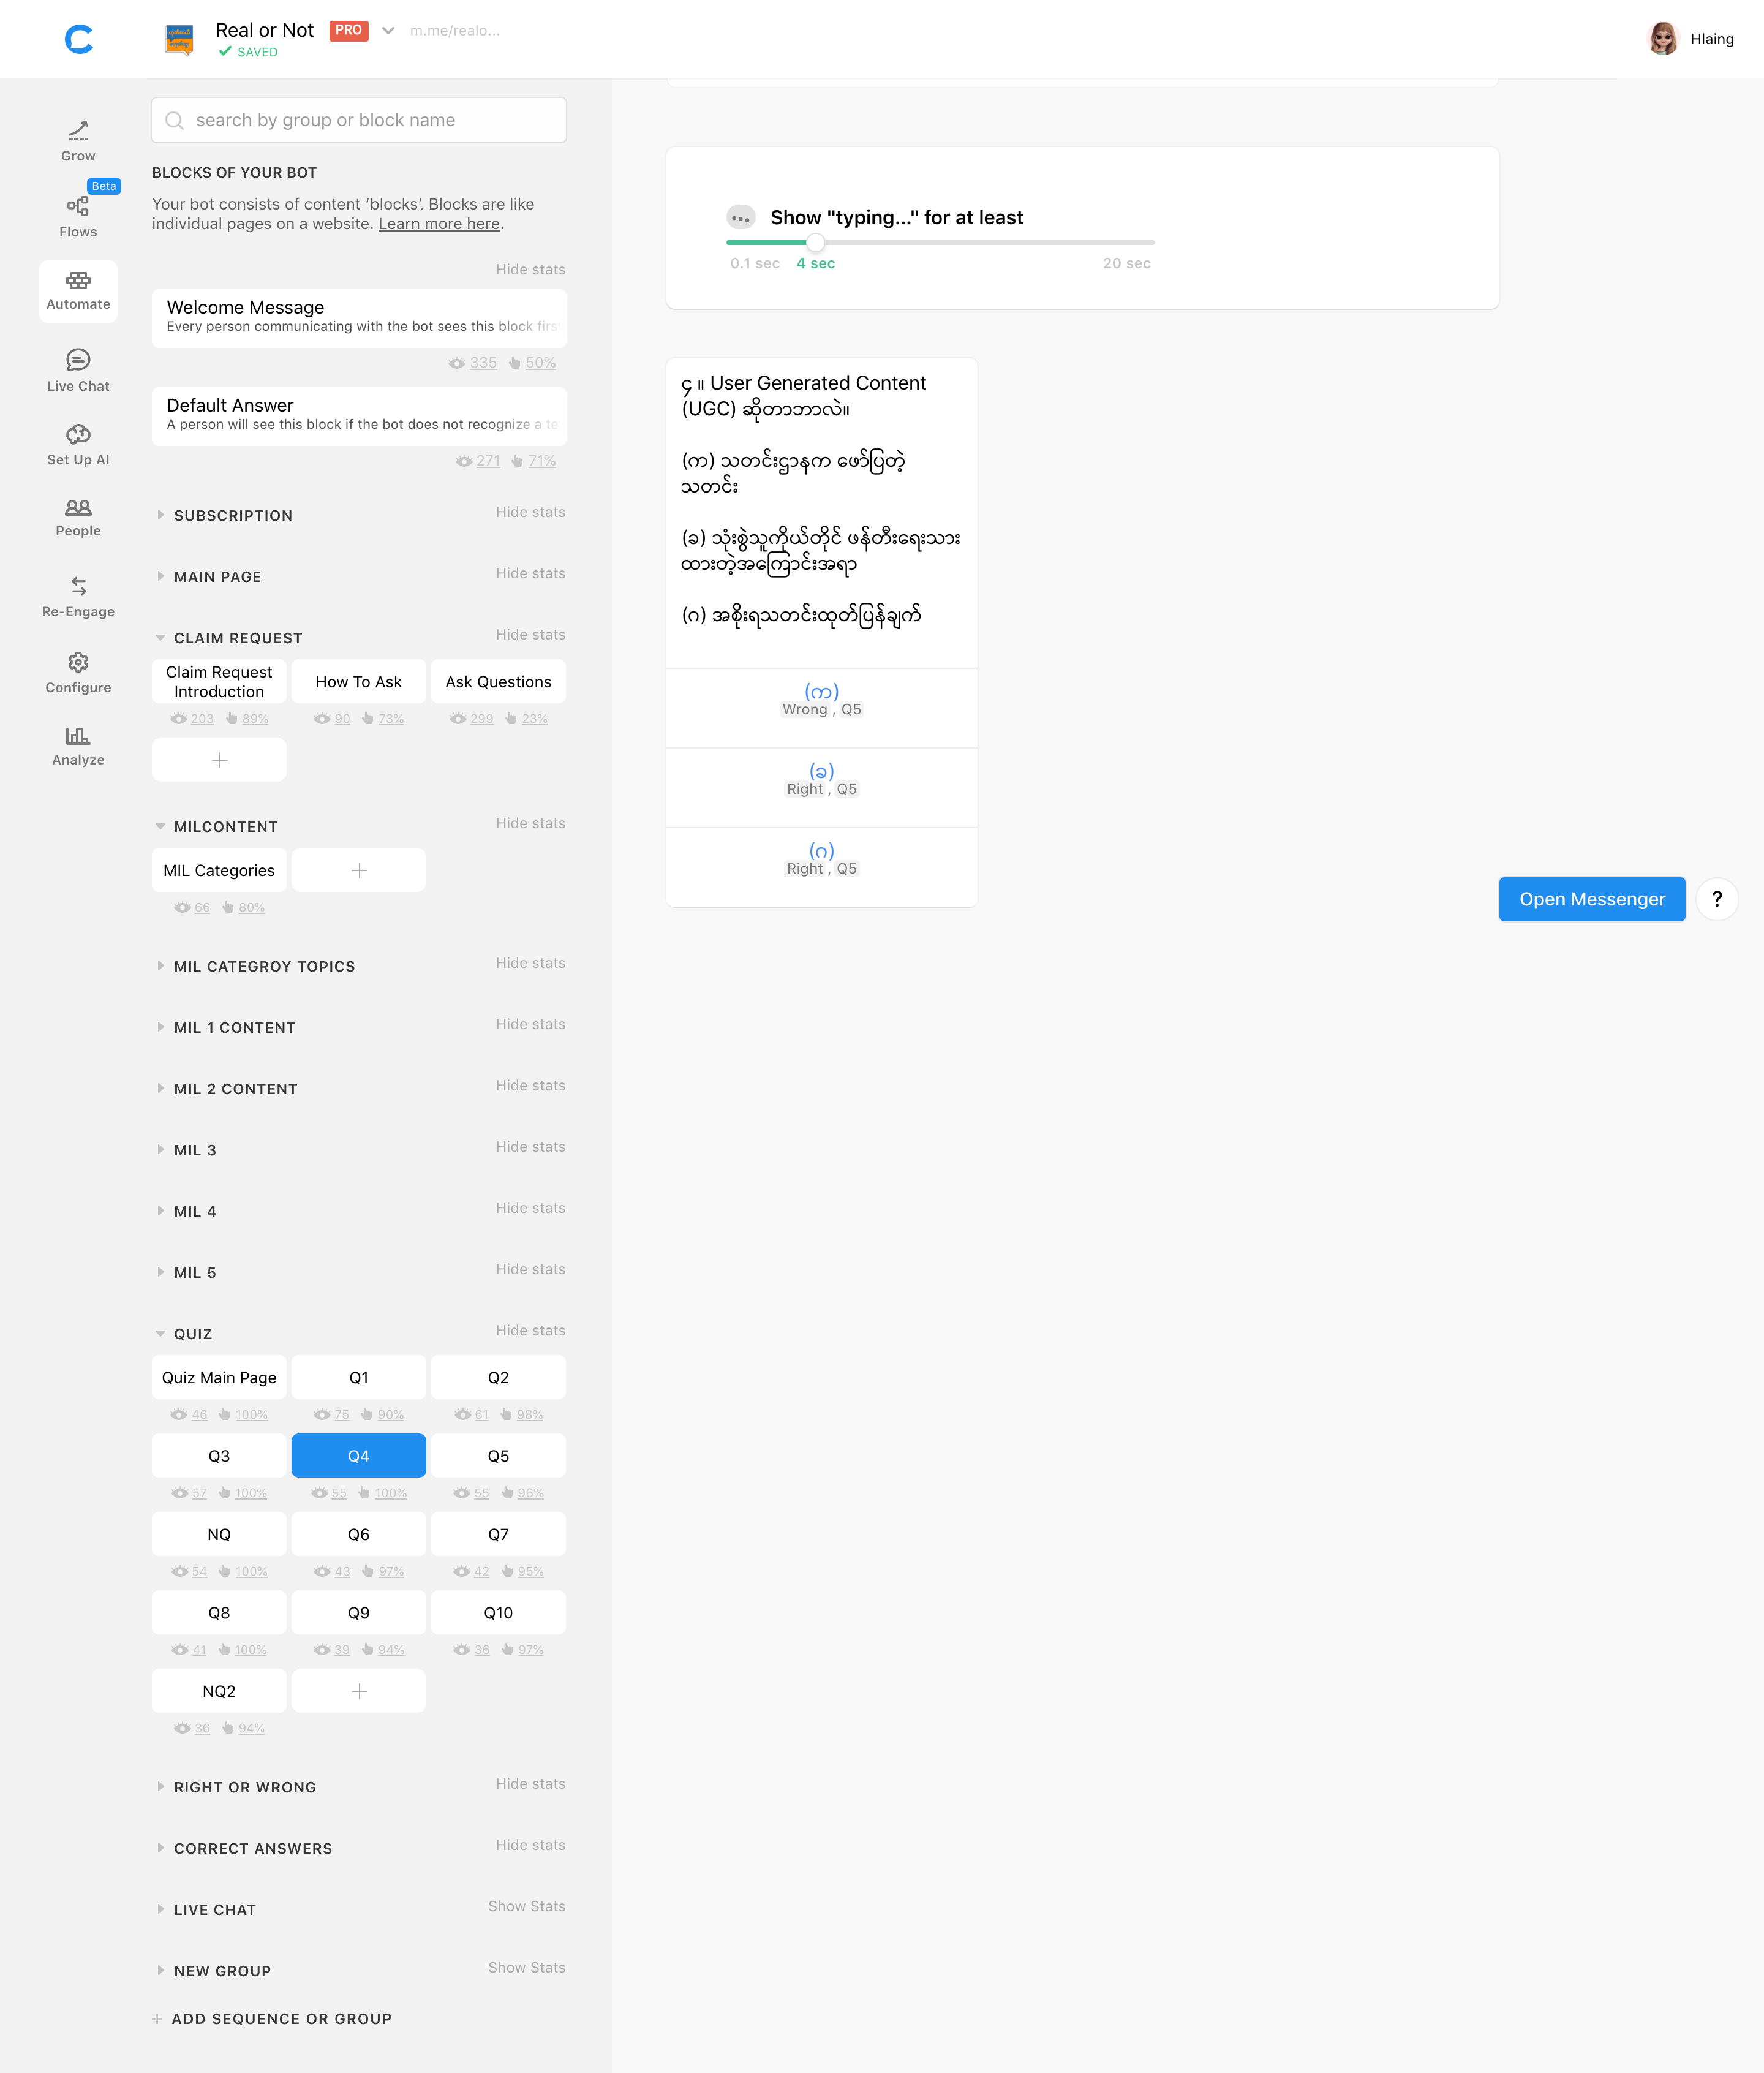 Real or Not PRO m.me/realo...
SAVED
Hlaing
Grow
Beta
Flows
Automate
Live Chat
Set Up AI
People
Re-Engage
Configure
Analyze
search by group or block name
BLOCKS OF YOUR BOT
Your bot consists of content ‘blocks’. Blocks are like
individual pages on a website. Learn more here.
Hide stats
Welcome Message
Every person communicating with the bot sees this block firs
335 50%
Default Answer
A person will see this block if the bot does not recognize a te
271 71%
SUBSCRIPTION Hide stats
MAIN PAGE Hide stats
CLAIM REQUEST Hide stats
Claim Request
Introduction
How To Ask
Ask Questions
203 89% 90 73% 299 23%
+
MILCONTENT Hide stats
MIL Categories +
66 80%
MIL CATEGROY TOPICS Hide stats
MIL 1 CONTENT Hide stats
MIL 2 CONTENT Hide stats
MIL 3 Hide stats
MIL 4 Hide stats
MIL 5 Hide stats
QUIZ Hide stats
Quiz Main Page Q1 Q2
46 100% 75 90% 61 98%
Q3 Q4 Q5
57 100% 55 100% 55 96%
NQ Q6 Q7
54 100% 43 97% 42 95%
Q8 Q9 Q10
41 100% 39 94% 36 97%
NQ2 +
36 94%
RIGHT OR WRONG Hide stats
CORRECT ANSWERS Hide stats
LIVE CHAT Show Stats
NEW GROUP Show Stats
+ ADD SEQUENCE OR GROUP
Show "typing..." for at least
0.1 sec 4 sec 20 sec
၄ ။ User Generated Content
(UGC) ဆိုတာဘာလဲ။
(က) သတင်းဌာနက ဖော်ပြတဲ့
သတင်း
(ခ) သုံးစွဲသူကိုယ်တိုင် ဖန်တီးရေးသား
ထားတဲ့အကြောင်းအရာ
(ဂ) အစိုးရသတင်းထုတ်ပြန်ချက်
(က)
Wrong , Q5
(ခ)
Right , Q5
(ဂ)
Right , Q5
Open Messenger ?